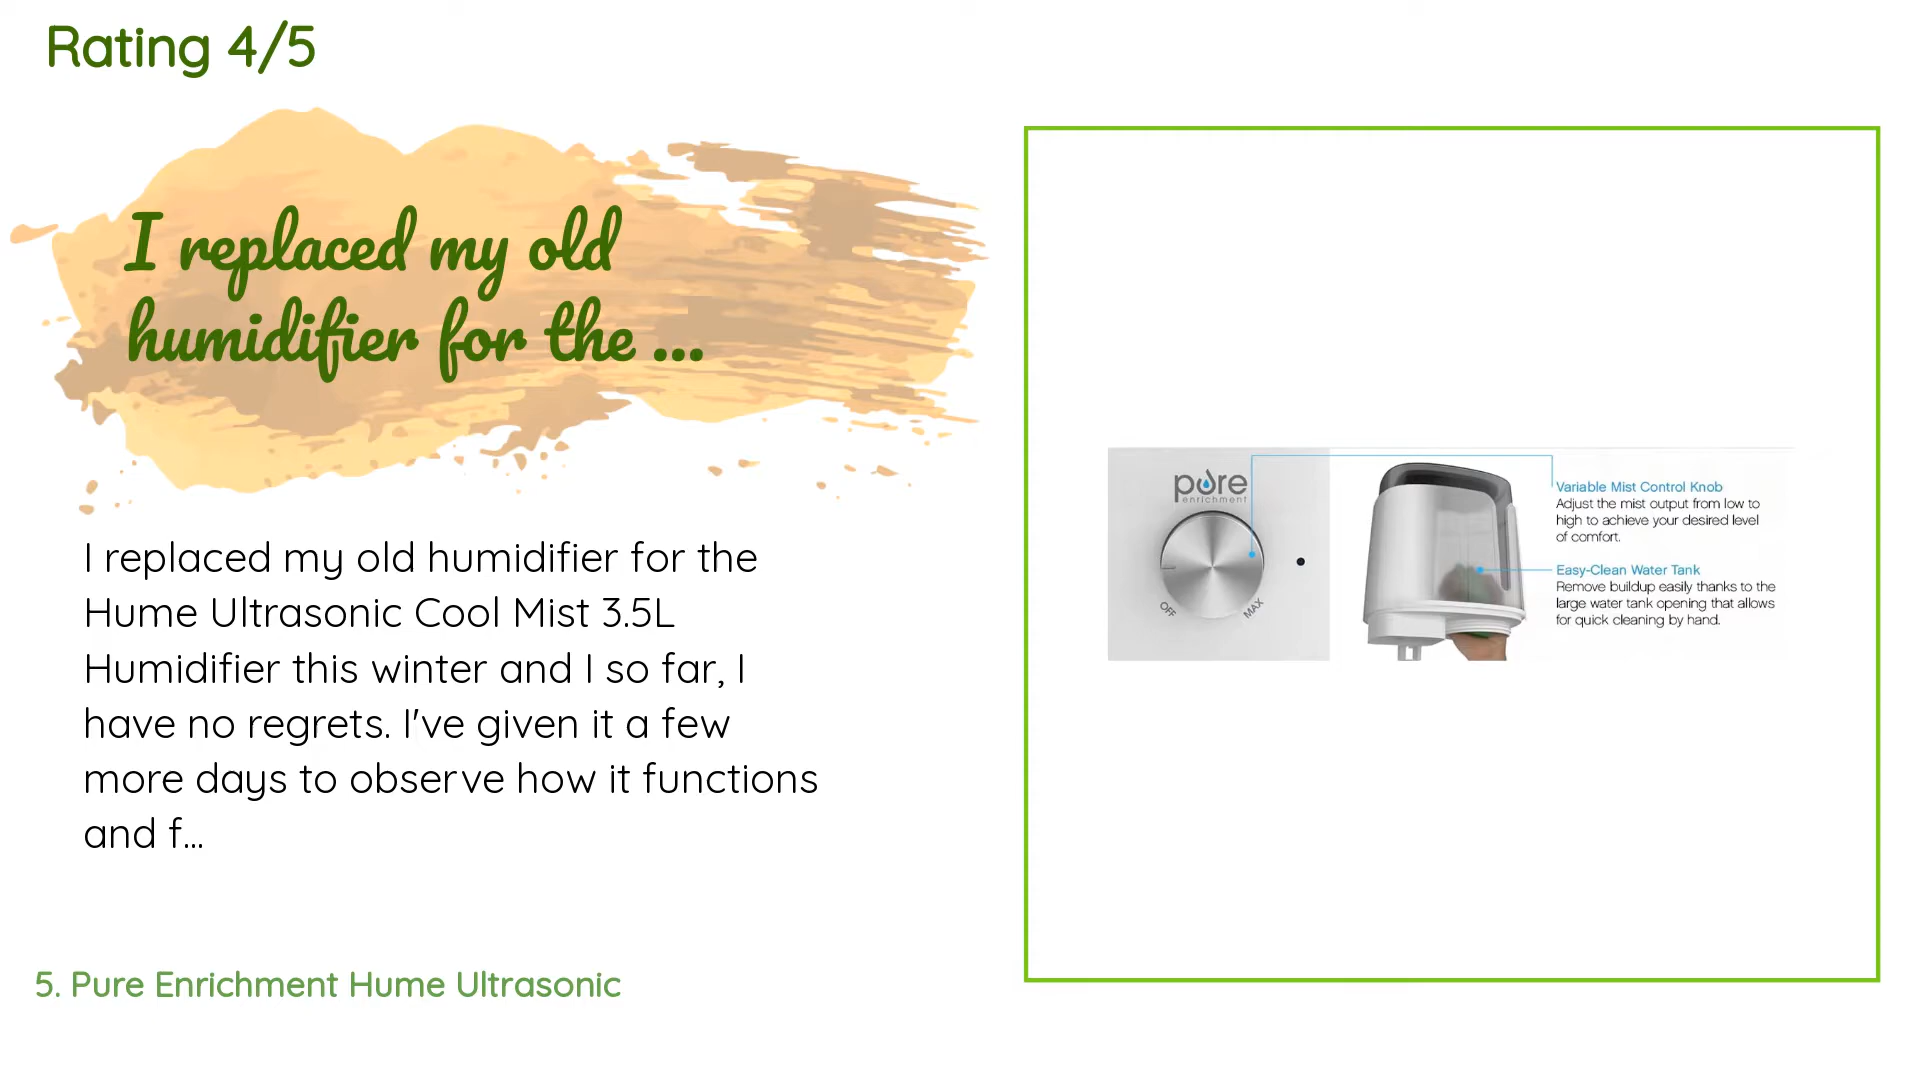 Rating 4/5
I replaced my old
humidifier for the ...
I replaced my old humidifier for the
Hume Ultrasonic Cool Mist 3.5L
Humidifier this winter and I so far, I
have no regrets. I've given it a few
more days to observe how it functions
and f...
5. Pure Enrichment Hume Ultrasonic
pure
enrichment
OFF
MAX
Variable Mist Control Knob
Adjust the mist output from low to
high to achieve your desired level
of comfort.
Easy-Clean Water Tank
Remove buildup easily thanks to the
large water tank opening that allows
for quick cleaning by hand.